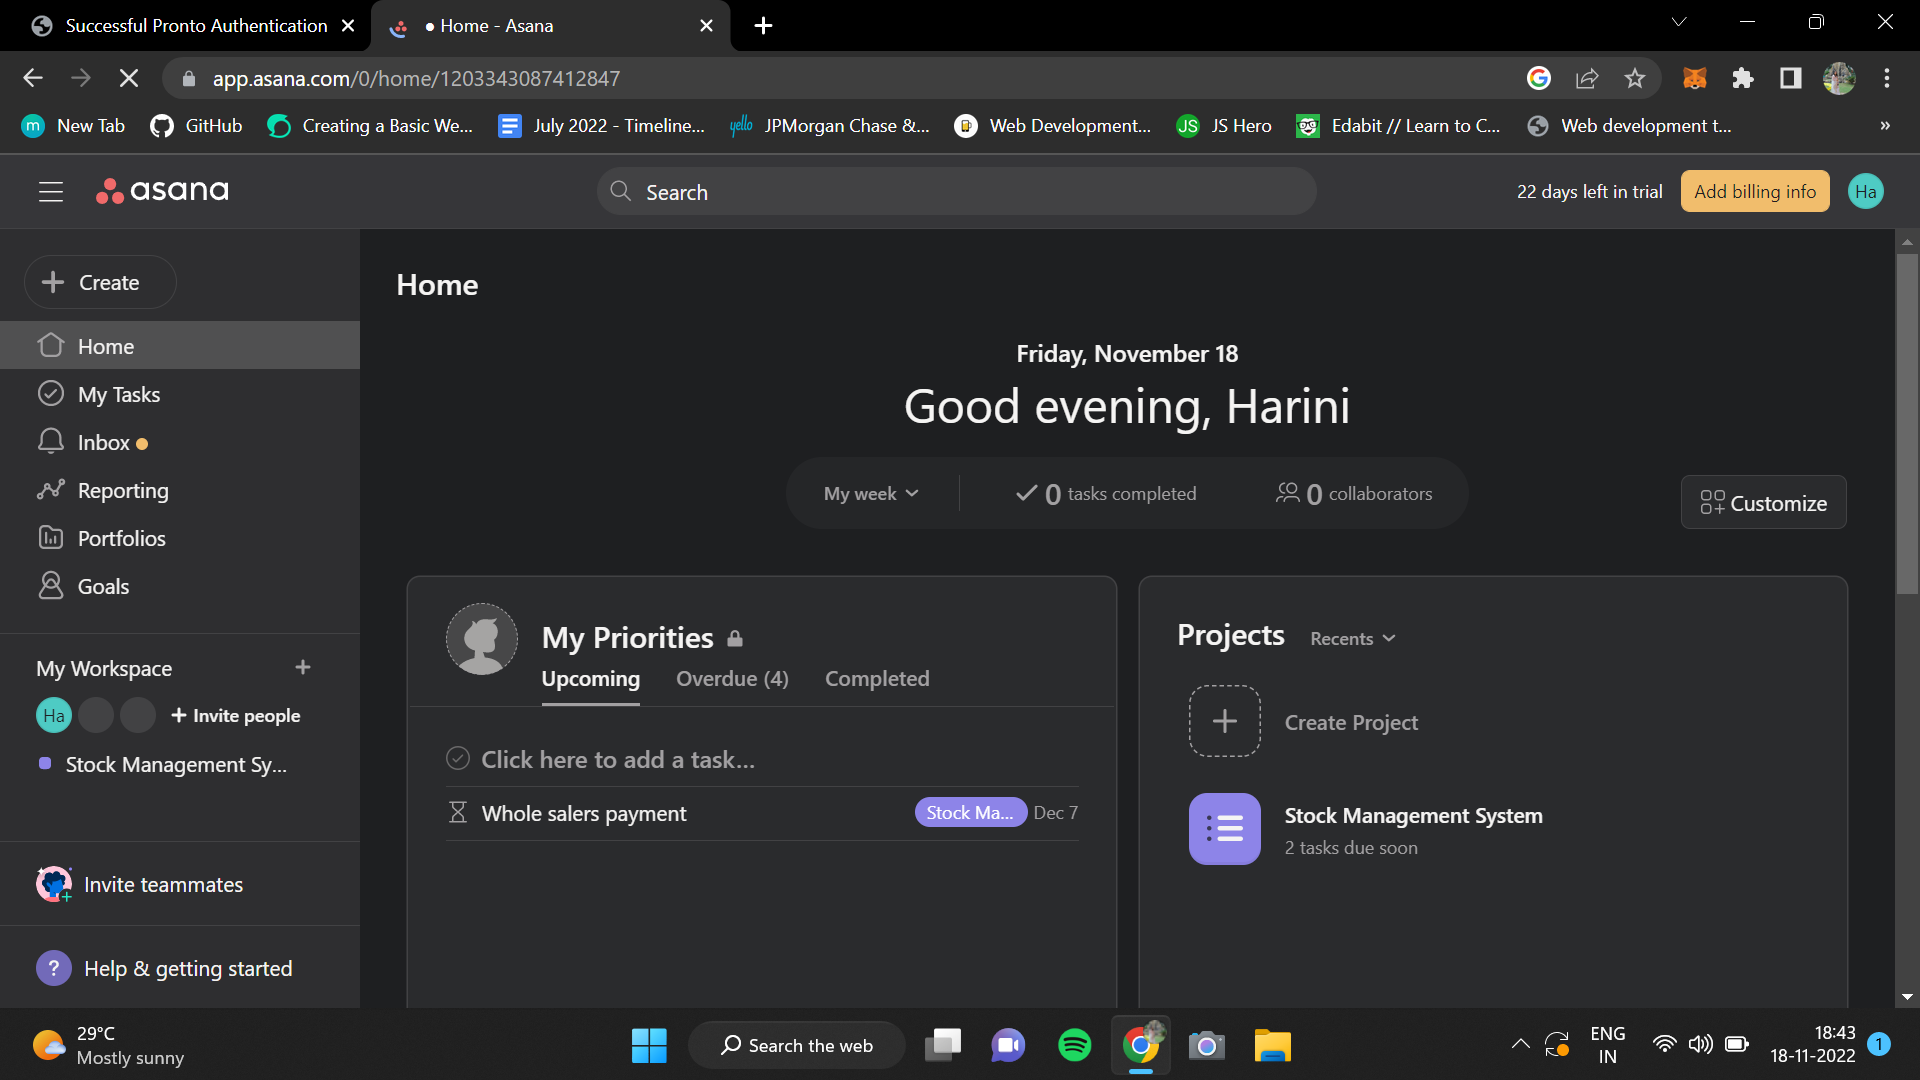 Successful Pronto Authentication
● Home - Asana
app.asana.com/0/home/1203343087412847
m New Tab
GitHub
Creating a Basic We...
July 2022 - Timeline...
yello JPMorgan Chase &...
Web Development...
JS JS Hero
Edabit // Learn to C...
Web development t...
»
asana
Search
22 days left in trial
Add billing info
Ha
Create
Home
My Tasks
Inbox
Reporting
Portfolios
Goals
My Workspace
Ha
+ Invite people
Stock Management Sy...
Invite teammates
? Help & getting started
Home
Friday, November 18
Good evening, Harini
My week
0 tasks completed
0 collaborators
Customize
My Priorities
Upcoming Overdue (4) Completed
Click here to add a task...
Whole salers payment Stock Ma... Dec 7
Projects Recents
Create Project
Stock Management System
2 tasks due soon
29°C
Mostly sunny
Search the web
ENG
IN
18:43
18-11-2022
1